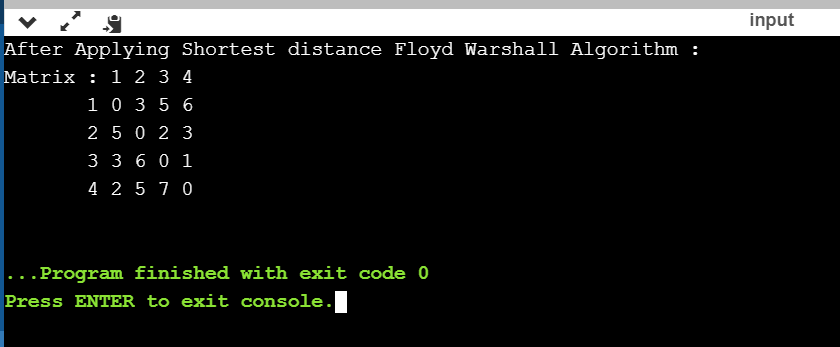 input
After Applying Shortest distance Floyd Warshall Algorithm :
Matrix : 1 2 3 4
1 0 3 5 6
2 5 0 2 3
3 3 6 0 1
4 2 5 7 0
...Program finished with exit code 0
Press ENTER to exit console.